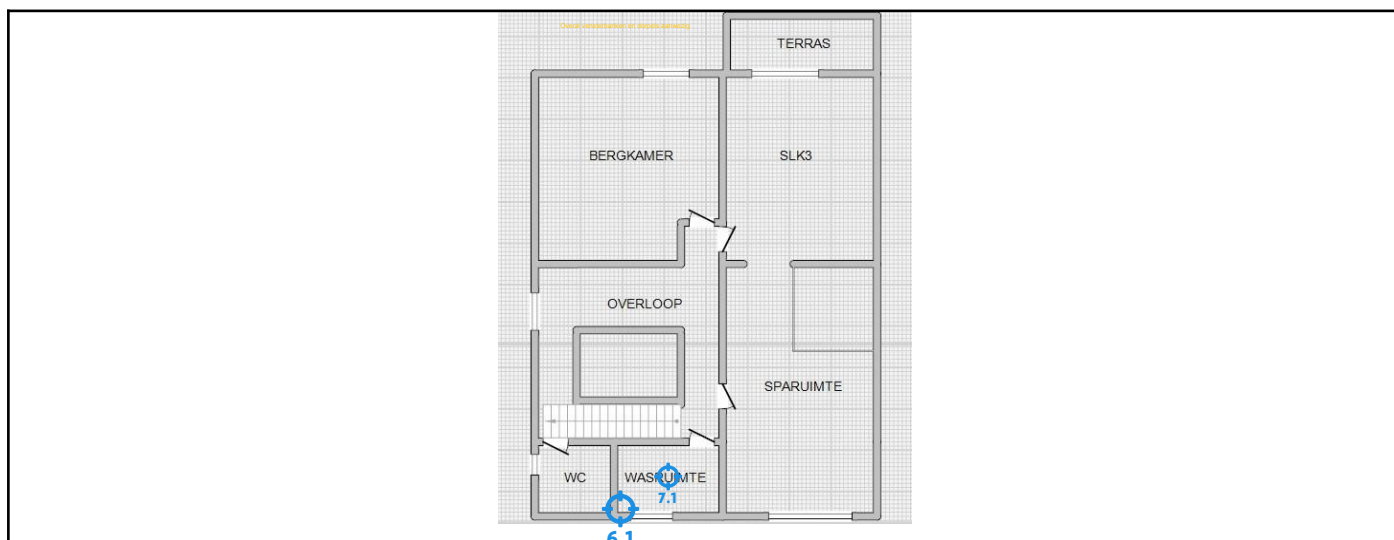 TERRAS
BERGKAMER
SLK3
OVERLOOP
SPARUIMTE
WC
WASRUIMTE
7.1
6.1